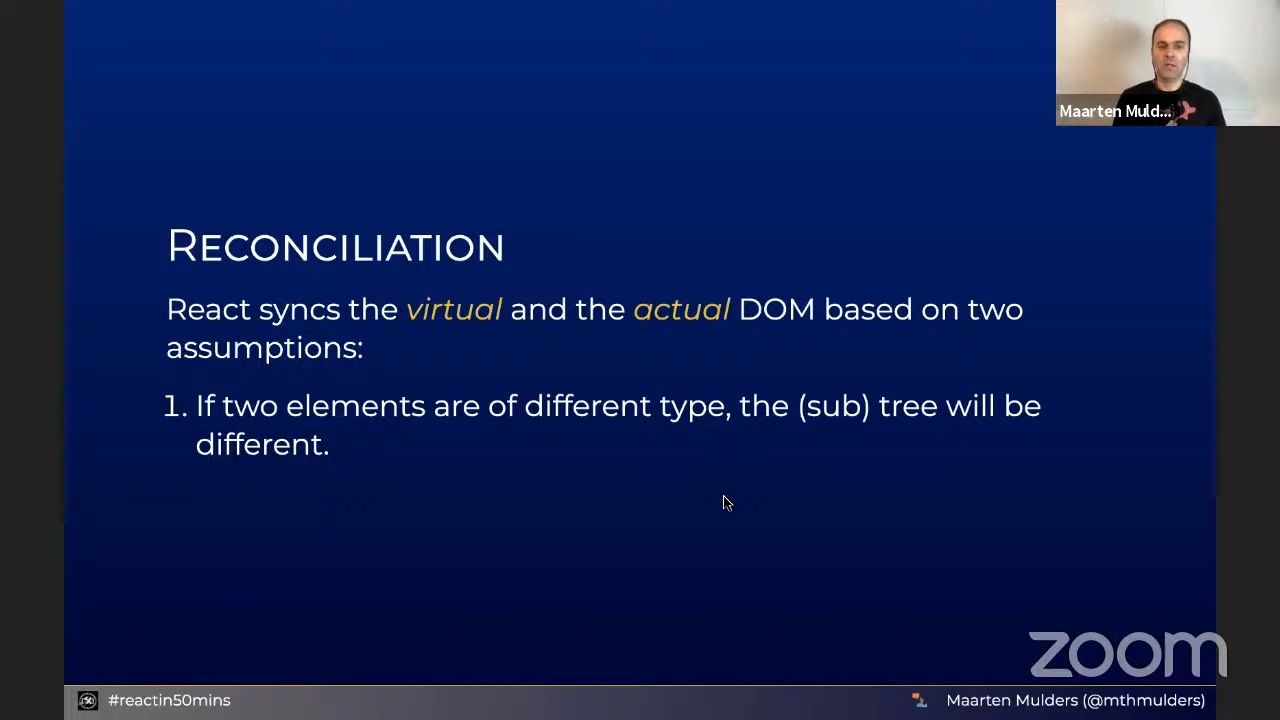 Maarten Muld...
RECONCILIATION
React syncs the virtual and the actual DOM based on two
assumptions:
1. If two elements are of different type, the (sub) tree will be
different.
zoom
#reactin50mins
Maarten Mulders (@mthmulders)